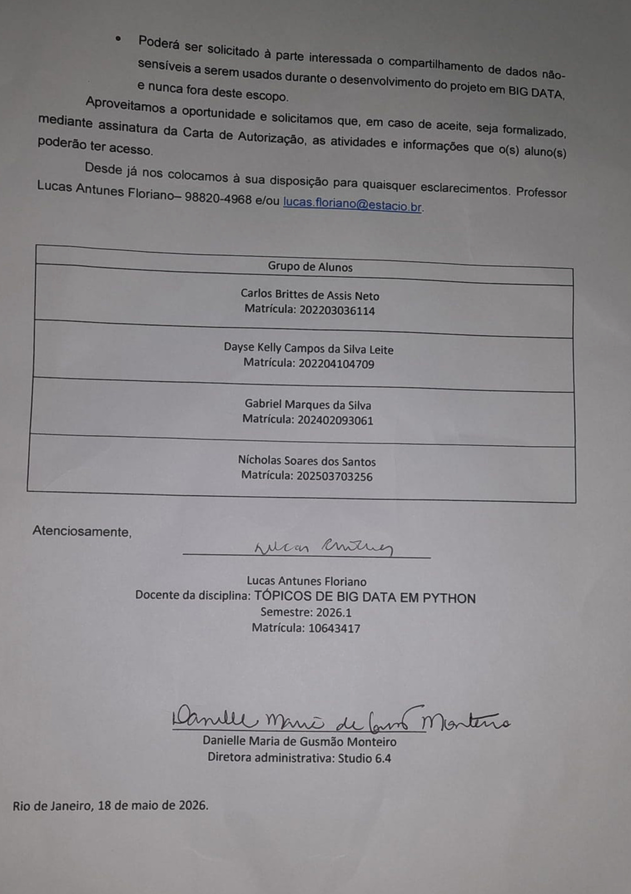 • Poderá ser solicitado à parte interessada o compartilhamento de dados não-
sensíveis a serem usados durante o desenvolvimento do projeto em BIG DATA,
e nunca fora deste escopo.
Aproveitamos a oportunidade e solicitamos que, em caso de aceite, seja formalizado,
mediante assinatura da Carta de Autorização, as atividades e informações que o(s) aluno(s)
poderão ter acesso.
Desde já nos colocamos à sua disposição para quaisquer esclarecimentos. Professor
Lucas Antunes Floriano– 98820-4968 e/ou lucas.floriano@estacio.br.
Grupo de Alunos
Carlos Brittes de Assis Neto
Matrícula: 202203036114
Dayse Kelly Campos da Silva Leite
Matrícula: 202204104709
Gabriel Marques da Silva
Matrícula: 202402093061
Nícholas Soares dos Santos
Matrícula: 202503703256
Atenciosamente,
Lucas Antunes Floriano
Docente da disciplina: TÓPICOS DE BIG DATA EM PYTHON
Semestre: 2026.1
Matrícula: 10643417
Danielle Maria de Gusmão Monteiro
Danielle Maria de Gusmão Monteiro
Diretora administrativa: Studio 6.4
Rio de Janeiro, 18 de maio de 2026.